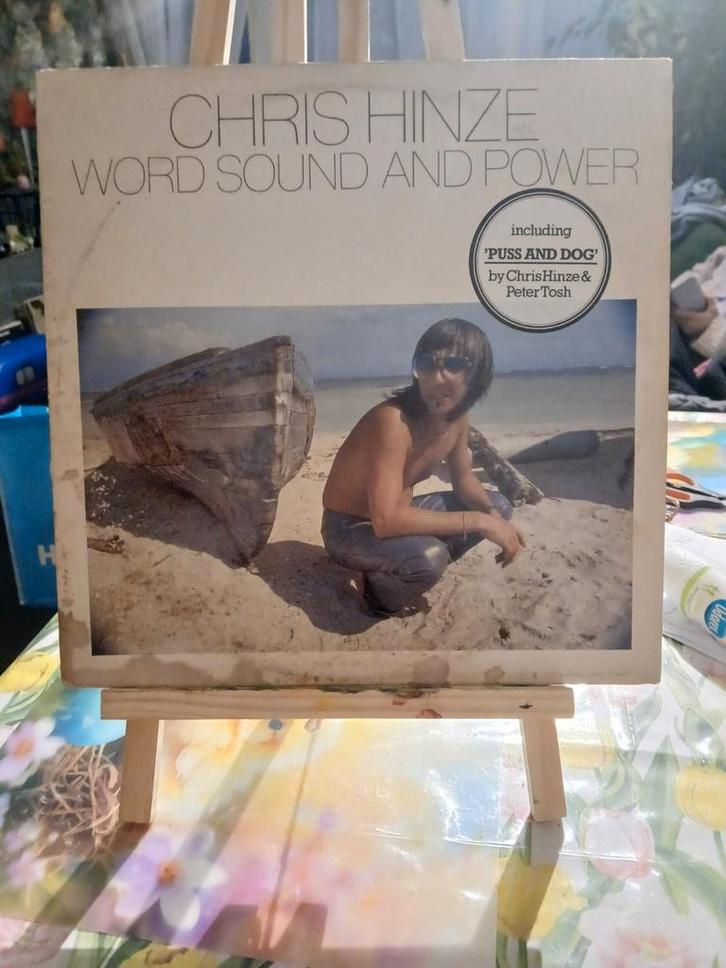 CHRIS HINZE
WORD SOUND AND POWER
including
'PUSS AND DOG'
by Chris Hinze &
Peter Tosh
H